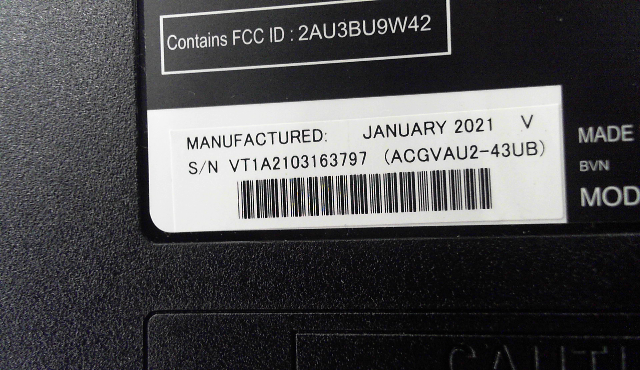 Contains FCC ID : 2AU3BU9W42
MANUFACTURED: JANUARY 2021 V
S/N VT1A2103163797 (ACGVAU2-43UB)
MADE
BVN
MOD